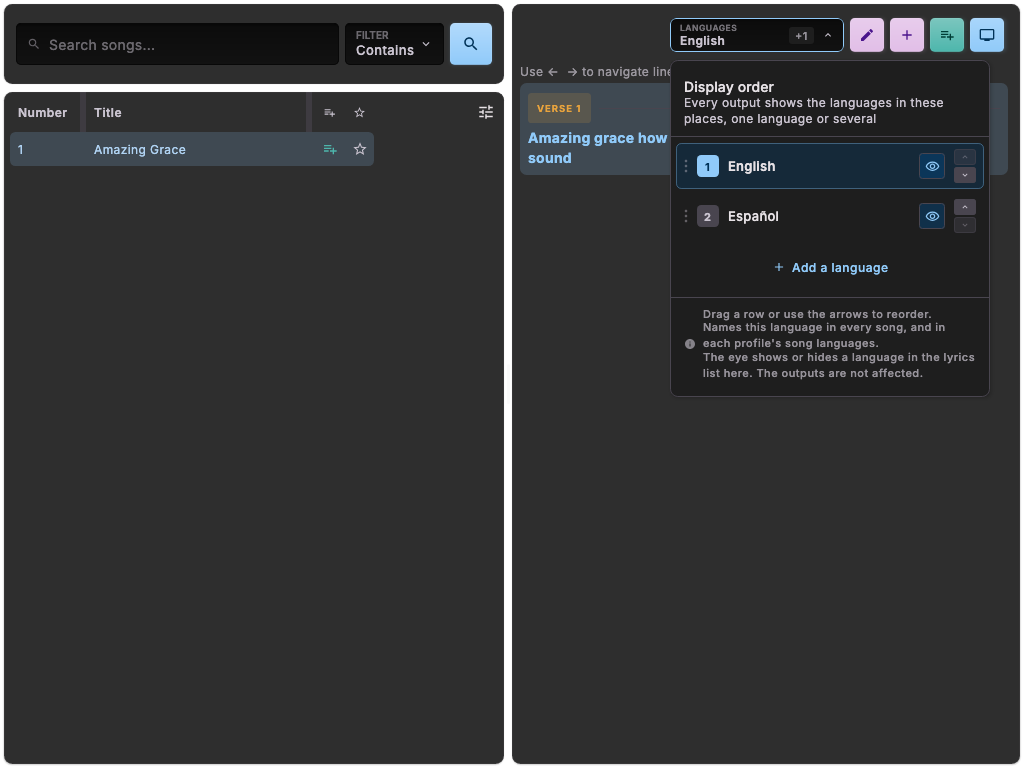 Search songs...
FILTER
Contains
LANGUAGES
English
+1
Number
Title
1
Amazing Grace
Use ← → to navigate line
VERSE 1
Amazing grace how
sound
Display order
Every output shows the languages in these
places, one language or several
1
English
2
Español
+ Add a language
Drag a row or use the arrows to reorder.
Names this language in every song, and in
each profile's song languages.
The eye shows or hides a language in the lyrics
list here. The outputs are not affected.